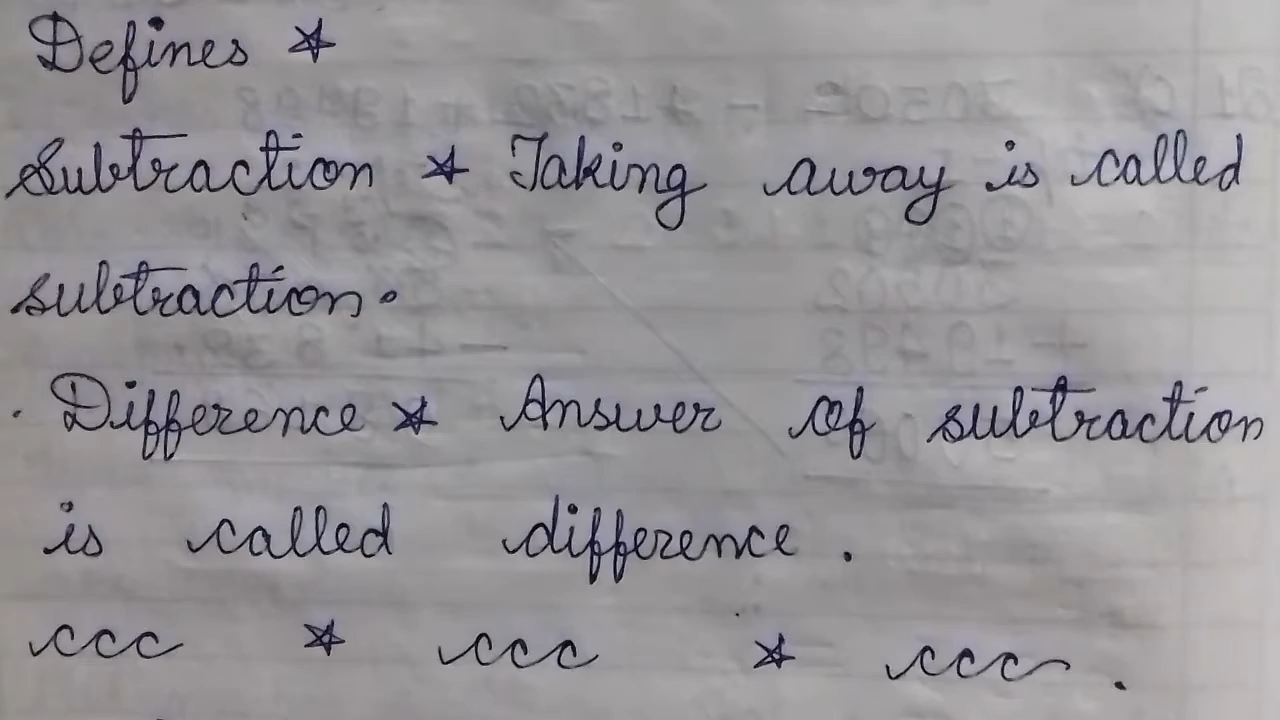 Defines ★
Subtraction ★ Taking away is called
subtraction.
Difference ★ Answer of subtraction
is called difference.
ccc ★ ccc ★ ccc.